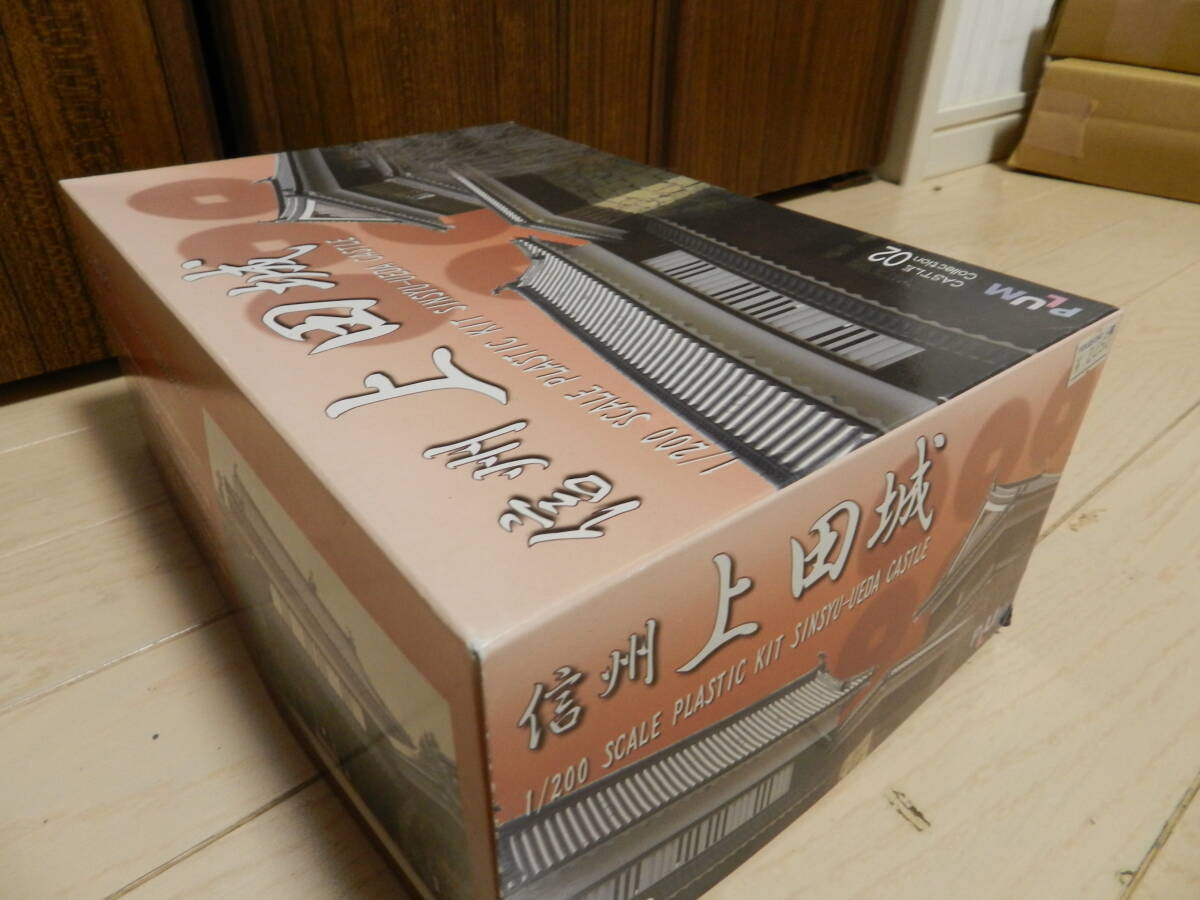 信州上田城
1/200 SCALE PLASTIC KIT SINSYU-UEDA CASTLE
PLUM
CASTLE
Collection 02
信州上田城
1/200 SCALE PLASTIC KIT SINSYU-UEDA CASTLE